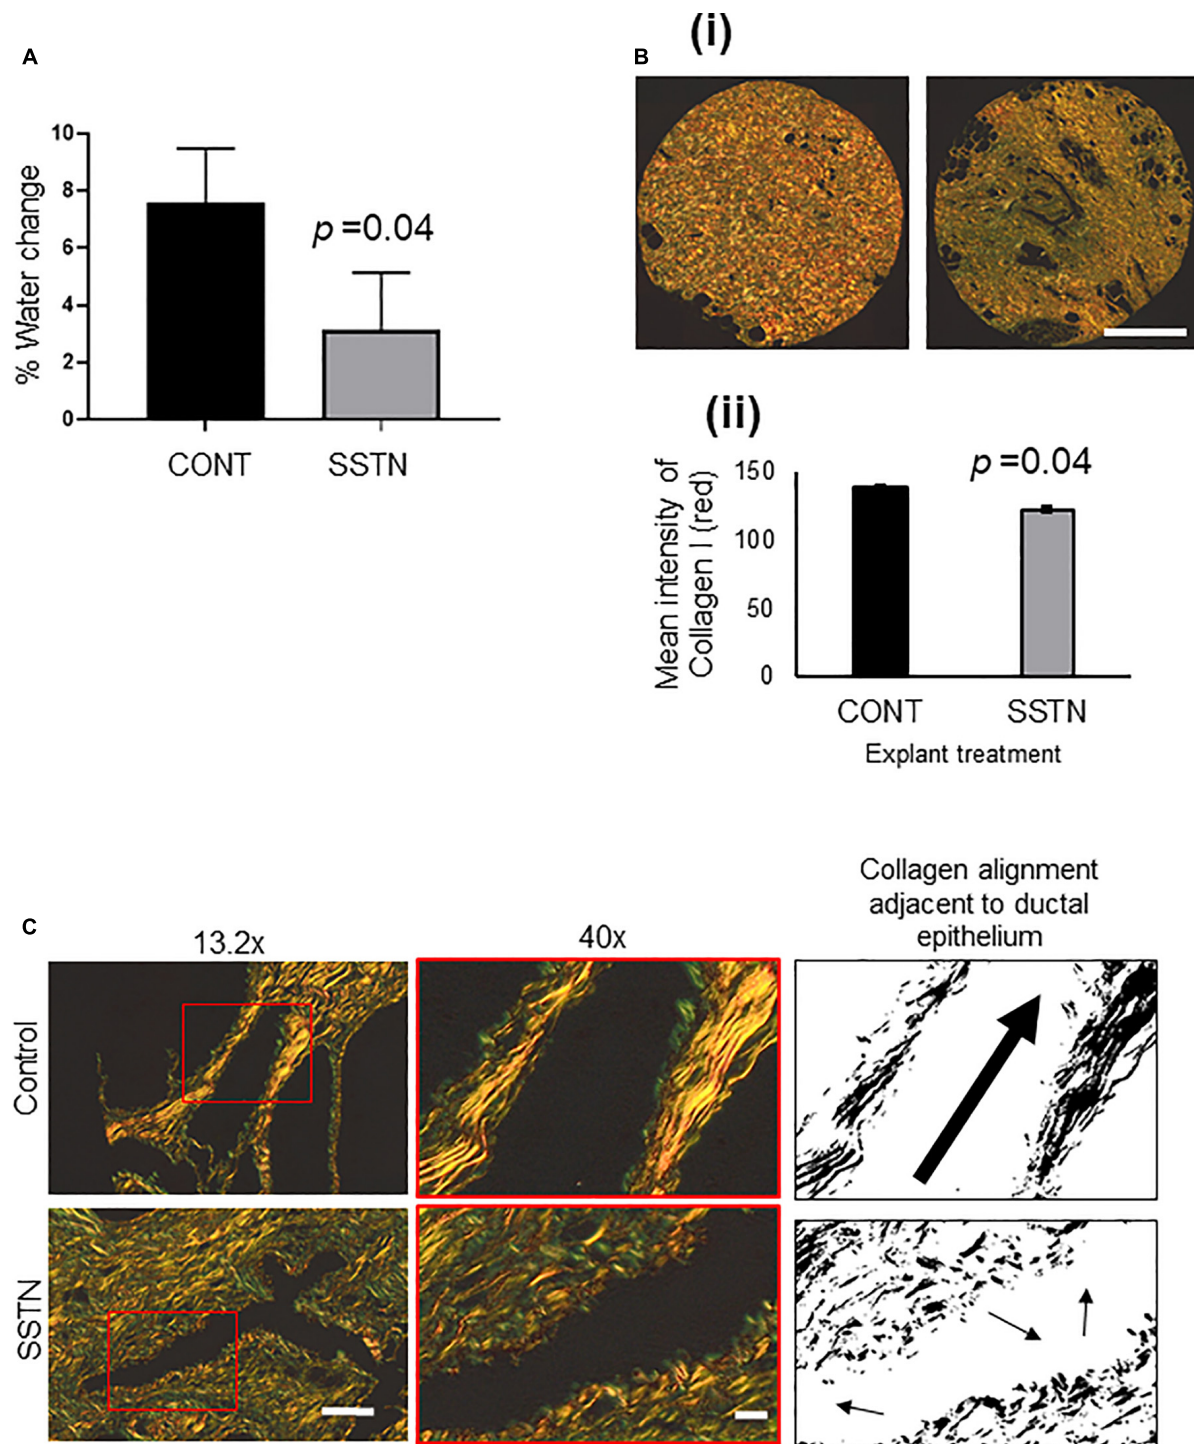 A
10
8
6
4
2
0
% Water change
p =0.04
CONT SSTN
B
(i)
(ii)
150
100
50
0
Mean intensity of
Collagen I (red)
p =0.04
CONT SSTN
Explant treatment
C
13.2x
40x
Collagen alignment
adjacent to ductal
epithelium
Control
SSTN